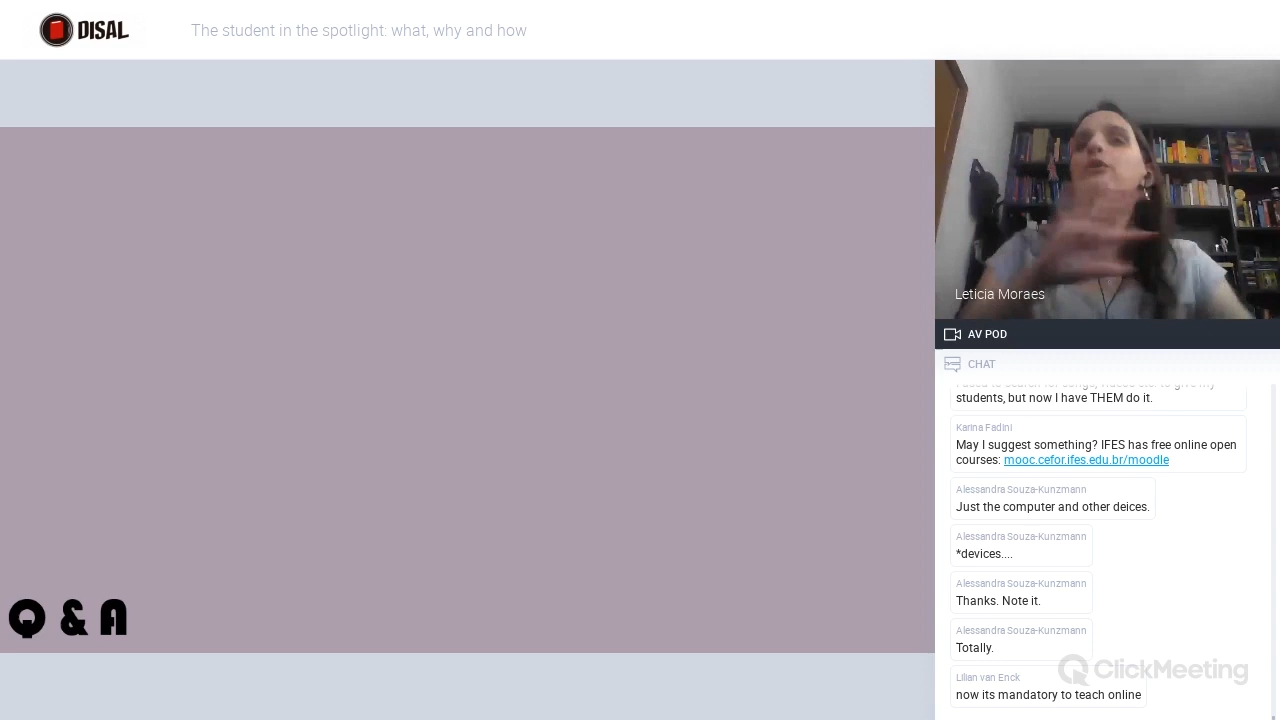 DISAL
The student in the spotlight: what, why and how
Leticia Moraes
AV POD
CHAT
students, but now I have THEM do it.
Karina Fadini
May I suggest something? IFES has free online open
courses: mooc.cefor.ifes.edu.br/moodle
Alessandra Souza-Kunzmann
Just the computer and other deices.
Alessandra Souza-Kunzmann
*devices....
Alessandra Souza-Kunzmann
Thanks. Note it.
Alessandra Souza-Kunzmann
Totally.
Lilian van Enck
now its mandatory to teach online
ClickMeeting
Q & A